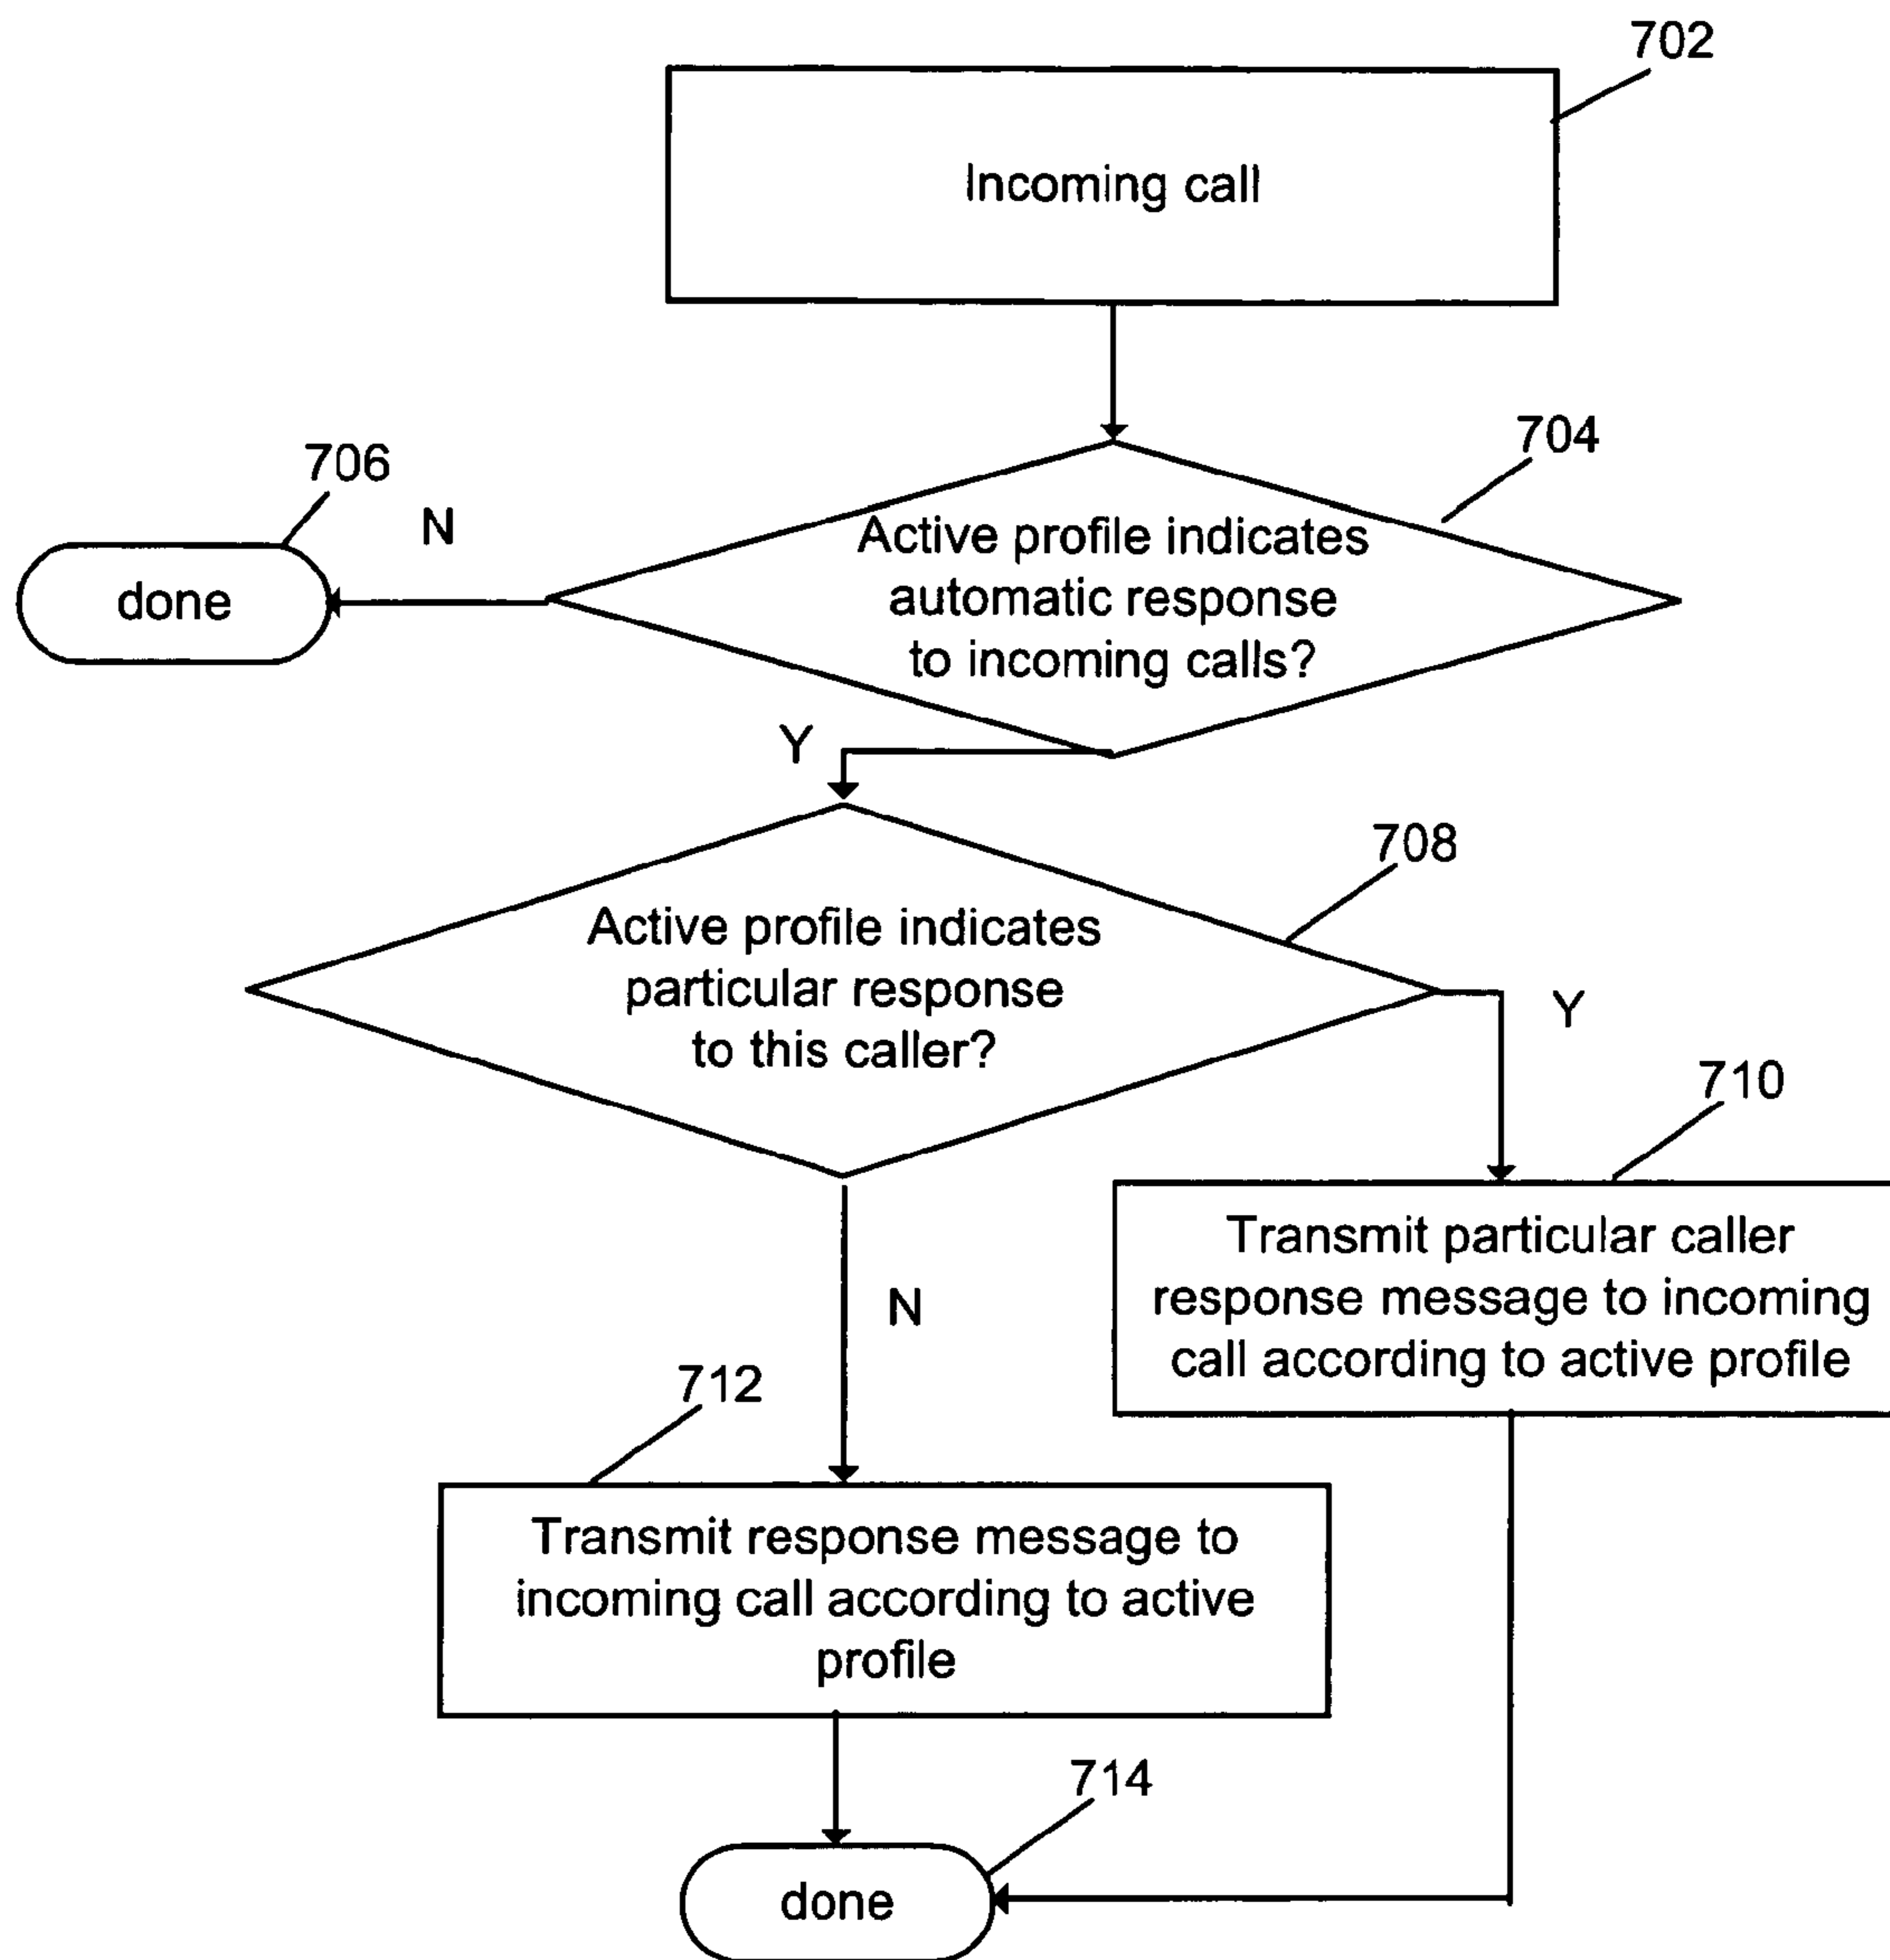 702
Incoming call
704
706
N
Active profile indicates
automatic response
to incoming calls?
done
Y
708
Active profile indicates
particular response
to this caller?
Y
710
Transmit particular caller
response message to incoming
call according to active profile
N
712
Transmit response message to
incoming call according to active
profile
714
done